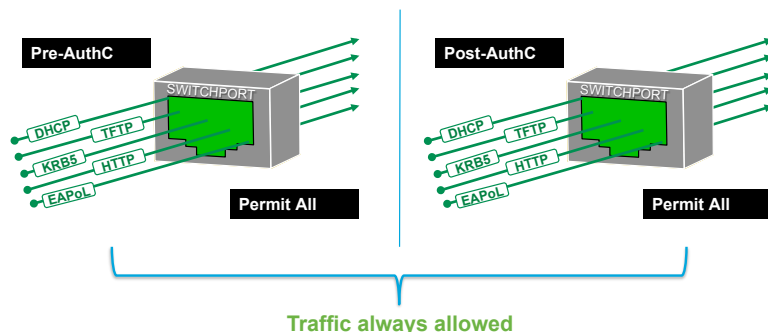 Pre-AuthC
SWITCHPORT
DHCP
TFTP
KRB5
HTTP
EAPoL
Permit All
Post-AuthC
SWITCHPORT
DHCP
TFTP
KRB5
HTTP
EAPoL
Permit All
Traffic always allowed